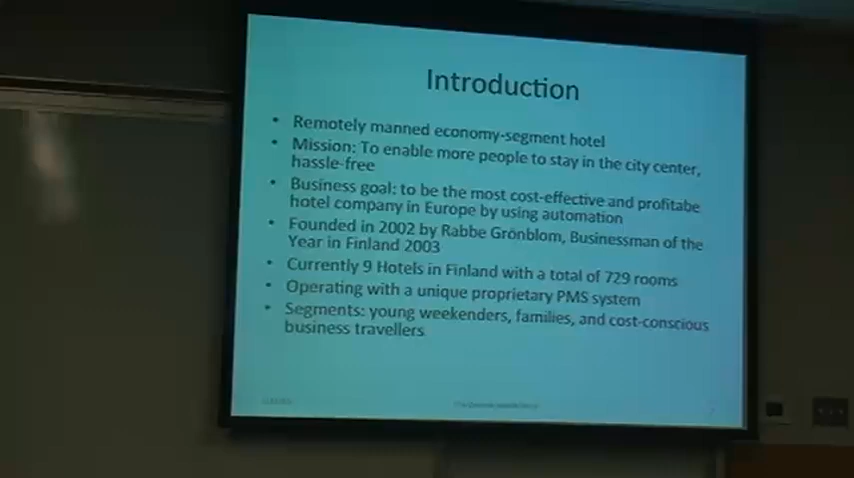 Introduction
• Remotely manned economy-segment hotel
• Mission: To enable more people to stay in the city center,
hassle-free
• Business goal: to be the most cost-effective and profitabe
hotel company in Europe by using automation
• Founded in 2002 by Rabbe Grönblom, Businessman of the
Year in Finland 2003
• Currently 9 Hotels in Finland with a total of 729 rooms
• Operating with a unique proprietary PMS system
• Segments: young weekenders, families, and cost-conscious
business travellers